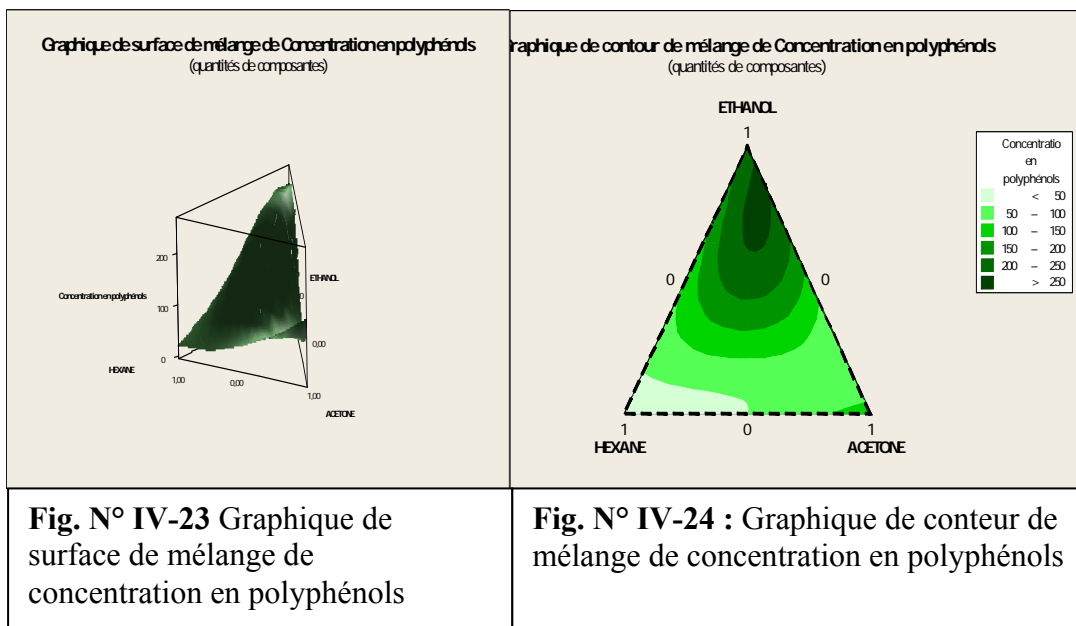 Graphique de surface de mélange de Concentration en polyphénols
(quantités de composantes)
200
Concentration en polyphénols
100
0
HEXANE
1,00
0,00
ETHANOL
0,00
1,00
ACETONE
raphique de contour de mélange de Concentration en polyphénols
(quantités de composantes)
ETHANOL
1
0
0
1
0
1
HEXANE
ACETONE
Concentratio
en
polyphénols
< 50
50 – 100
100 – 150
150 – 200
200 – 250
> 250
Fig. N° IV-23 Graphique de
surface de mélange de
concentration en polyphénols
Fig. N° IV-24 : Graphique de conteur de
mélange de concentration en polyphénols